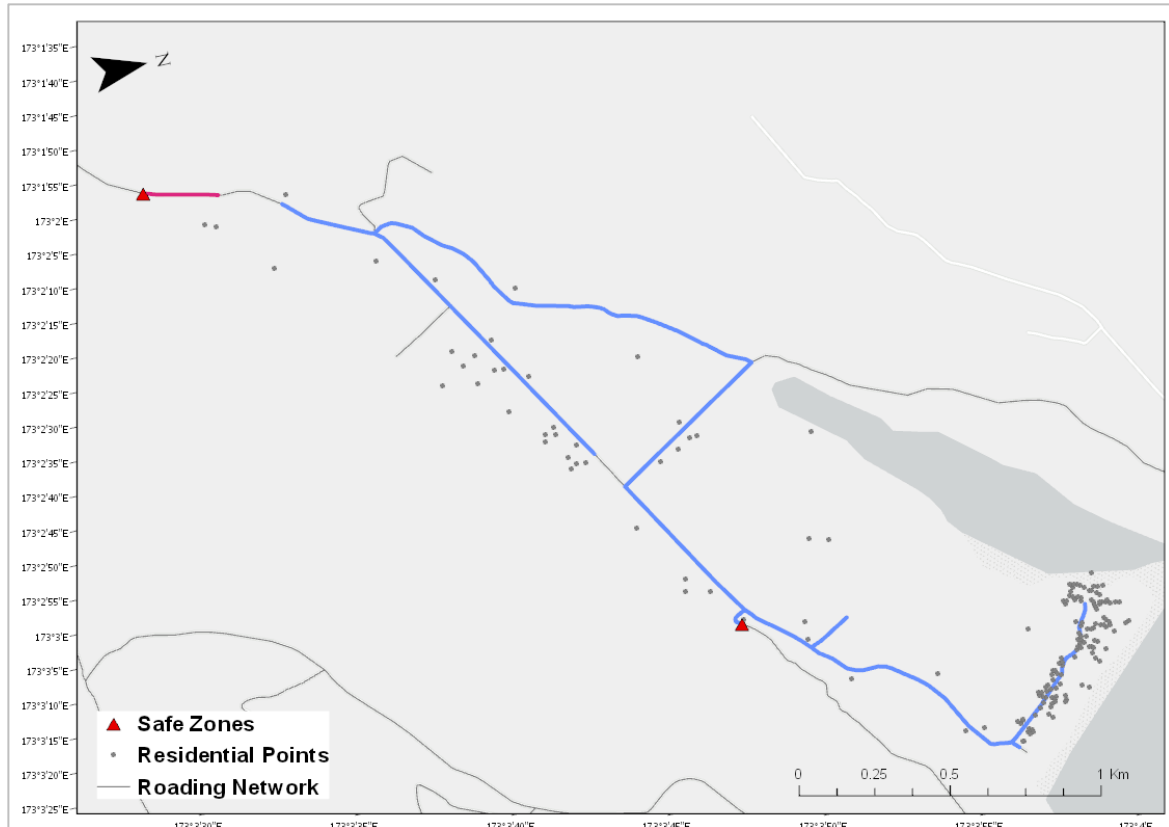 173°1'35"E
N
173°1'40"E
173°1'45"E
173°1'50"E
173°1'55"E
173°2'E
173°2'5"E
173°2'10"E
173°2'15"E
173°2'20"E
173°2'25"E
173°2'30"E
173°2'35"E
173°2'40"E
173°2'45"E
173°2'50"E
173°2'55"E
173°3'E
173°3'5"E
173°3'10"E
173°3'15"E
173°3'20"E
173°3'25"E
Safe Zones
Residential Points
Roading Network
0 0.25 0.5 1 Km